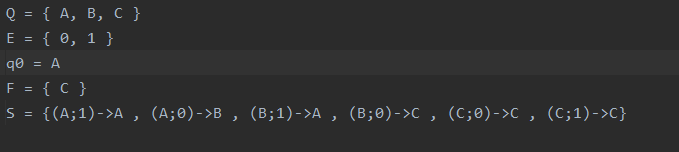 Q = { A, B, C }
E = { 0, 1 }
q0 = A
F = { C }
S = {(A;1)->A , (A;0)->B , (B;1)->A , (B;0)->C , (C;0)->C , (C;1)->C}